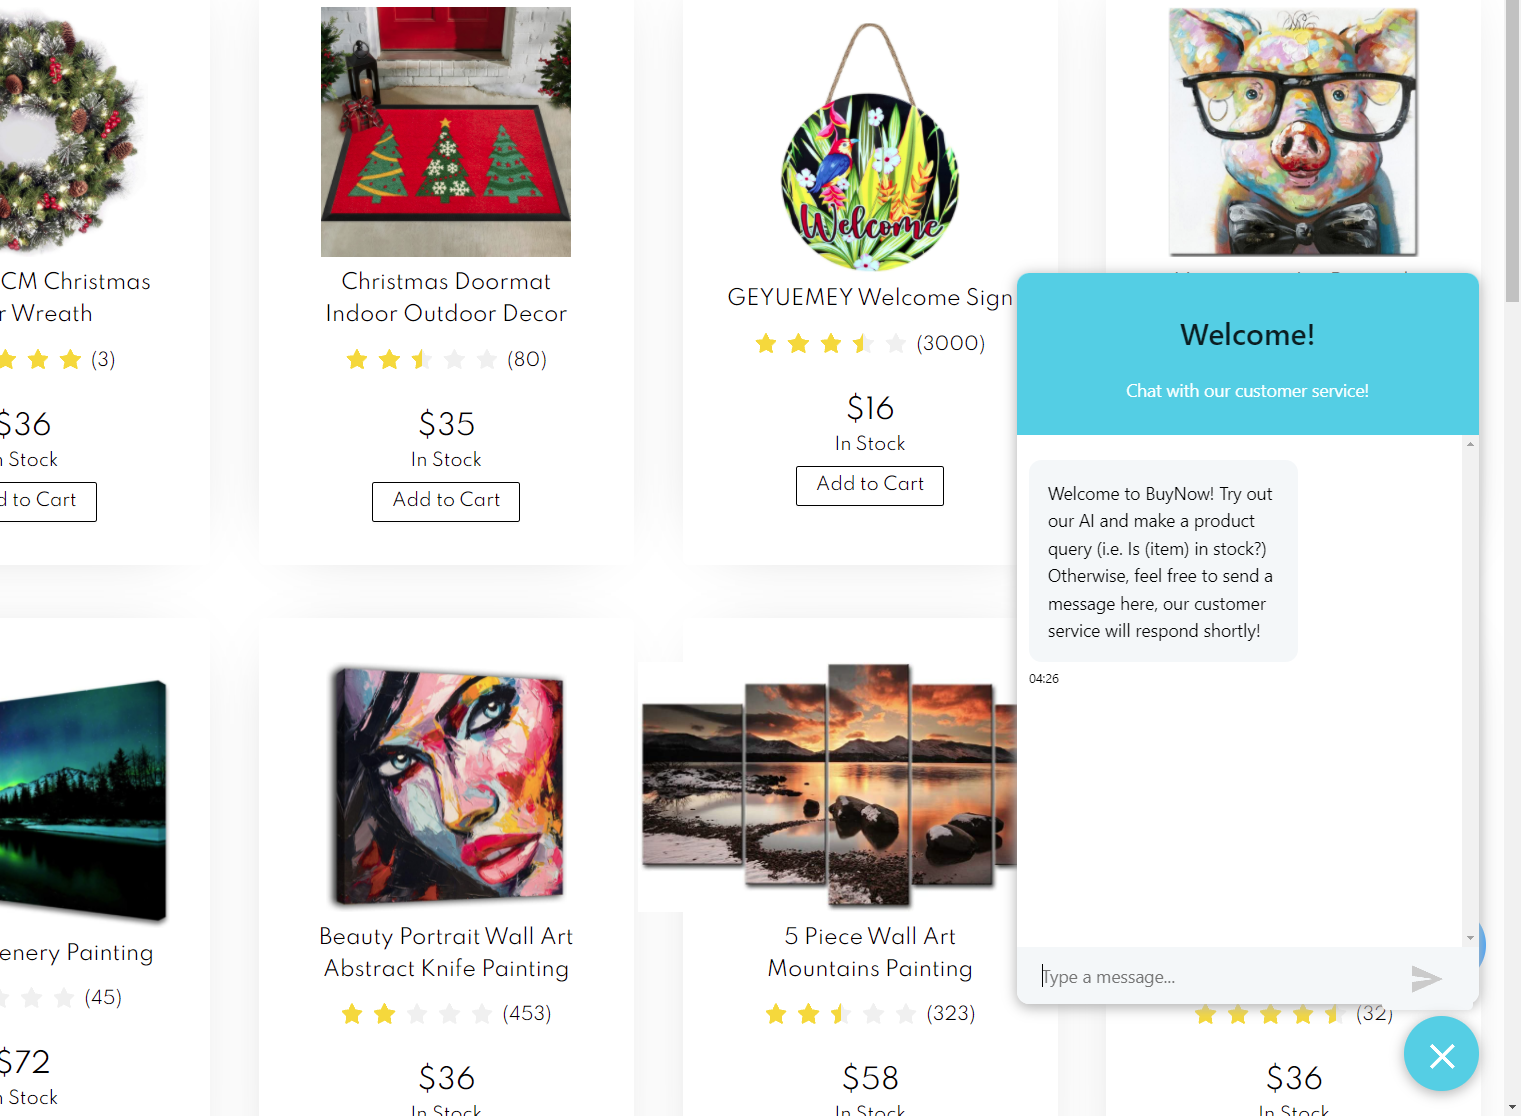 Welcome
CM Christmas
r Wreath
(3)
$36
n Stock
d to Cart
Christmas Doormat
Indoor Outdoor Decor
(80)
$35
In Stock
Add to Cart
GEYUEMEY Welcome Sign
(3000)
$16
In Stock
Add to Cart
enery Painting
(45)
$72
n Stock
Beauty Portrait Wall Art
Abstract Knife Painting
(453)
$36
In Stock
5 Piece Wall Art
Mountains Painting
(323)
$58
In Stock
(32)
$36
In Stock
Welcome!
Chat with our customer service!
Welcome to BuyNow! Try out
our AI and make a product
query (i.e. Is (item) in stock?)
Otherwise, feel free to send a
message here, our customer
service will respond shortly!
04:26
Type a message...